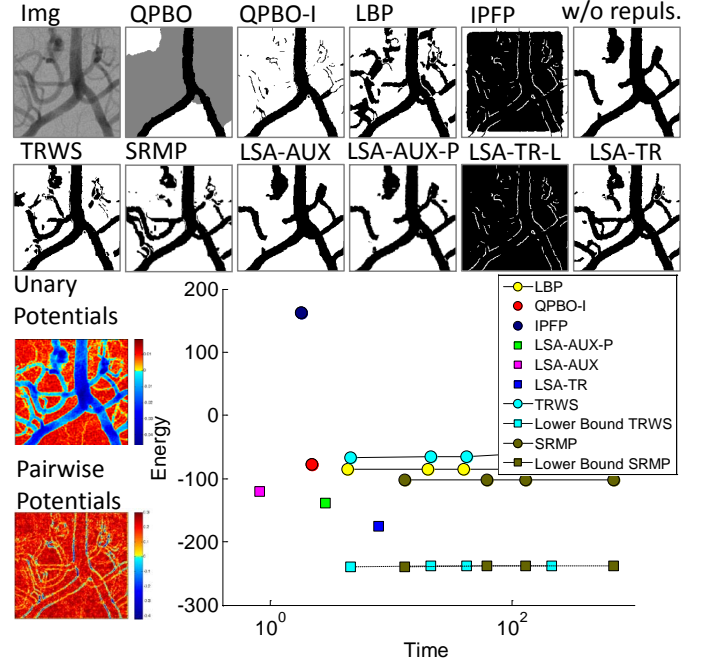 Img QPBO QPBO-I LBP IPFP w/o repuls.
TRWS SRMP LSA-AUX LSA-AUX-P LSA-TR-L LSA-TR
Unary
Potentials
Pairwise
Potentials
200
100
0
-100
-200
-300
Energy
10^0
10^2
Time
LBP
QPBO-I
IPFP
LSA-AUX-P
LSA-AUX
LSA-TR
TRWS
Lower Bound TRWS
SRMP
Lower Bound SRMP